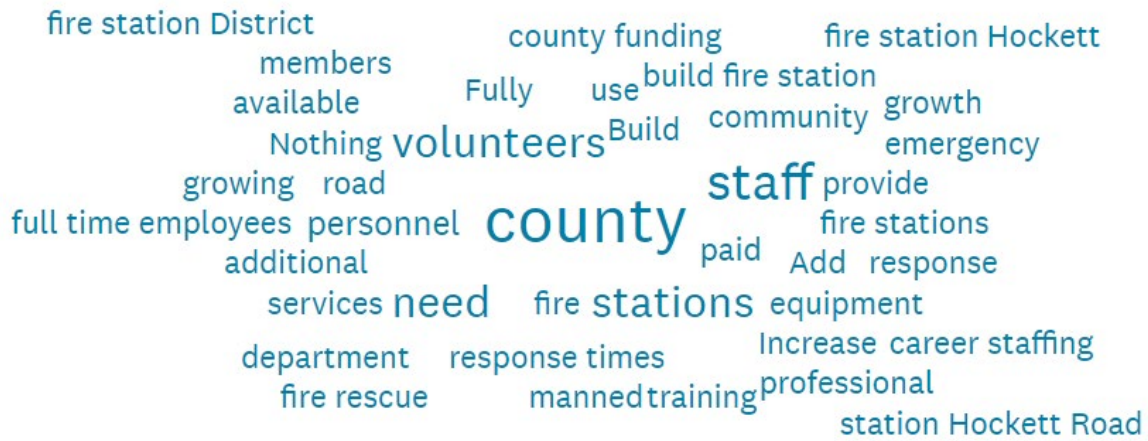 fire station District
county funding
fire station Hockett
members
build fire station
Fully
use
available
community
growth
Build
Nothing
volunteers
emergency
growing
road
staff
provide
full time employees
personnel
county
fire stations
paid
additional
Add
response
services
need
fire
stations
equipment
Increase
career staffing
department
response times
professional
fire rescue
manned
training
station Hockett Road